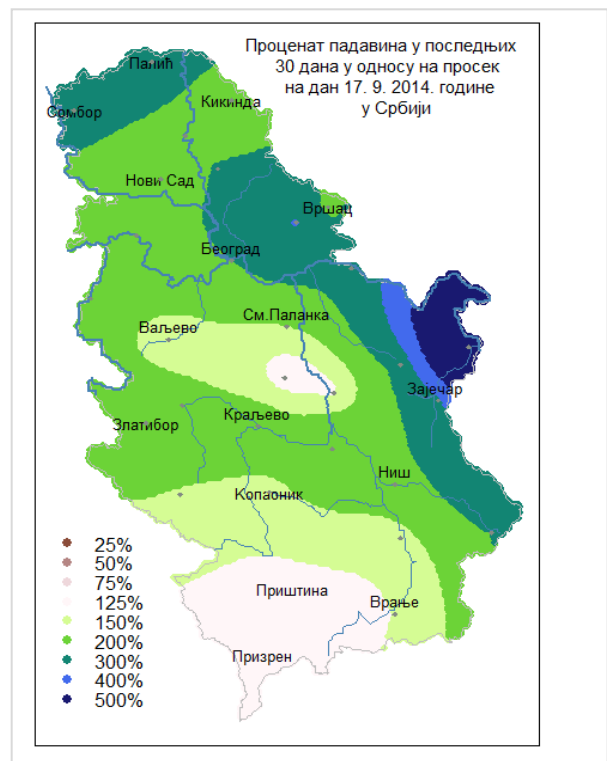 Проценат падавина у последњих
30 дана у односу на просек
на дан 17. 9. 2014. године
у Србији
Палић
Кикинда
Сомбор
Нови Сад
Вршац
Београд
См.Паланка
Ваљево
Зајечар
Краљево
Златибор
Ниш
Копаоник
Приштина
Врање
Призрен
25%
50%
75%
125%
150%
200%
300%
400%
500%